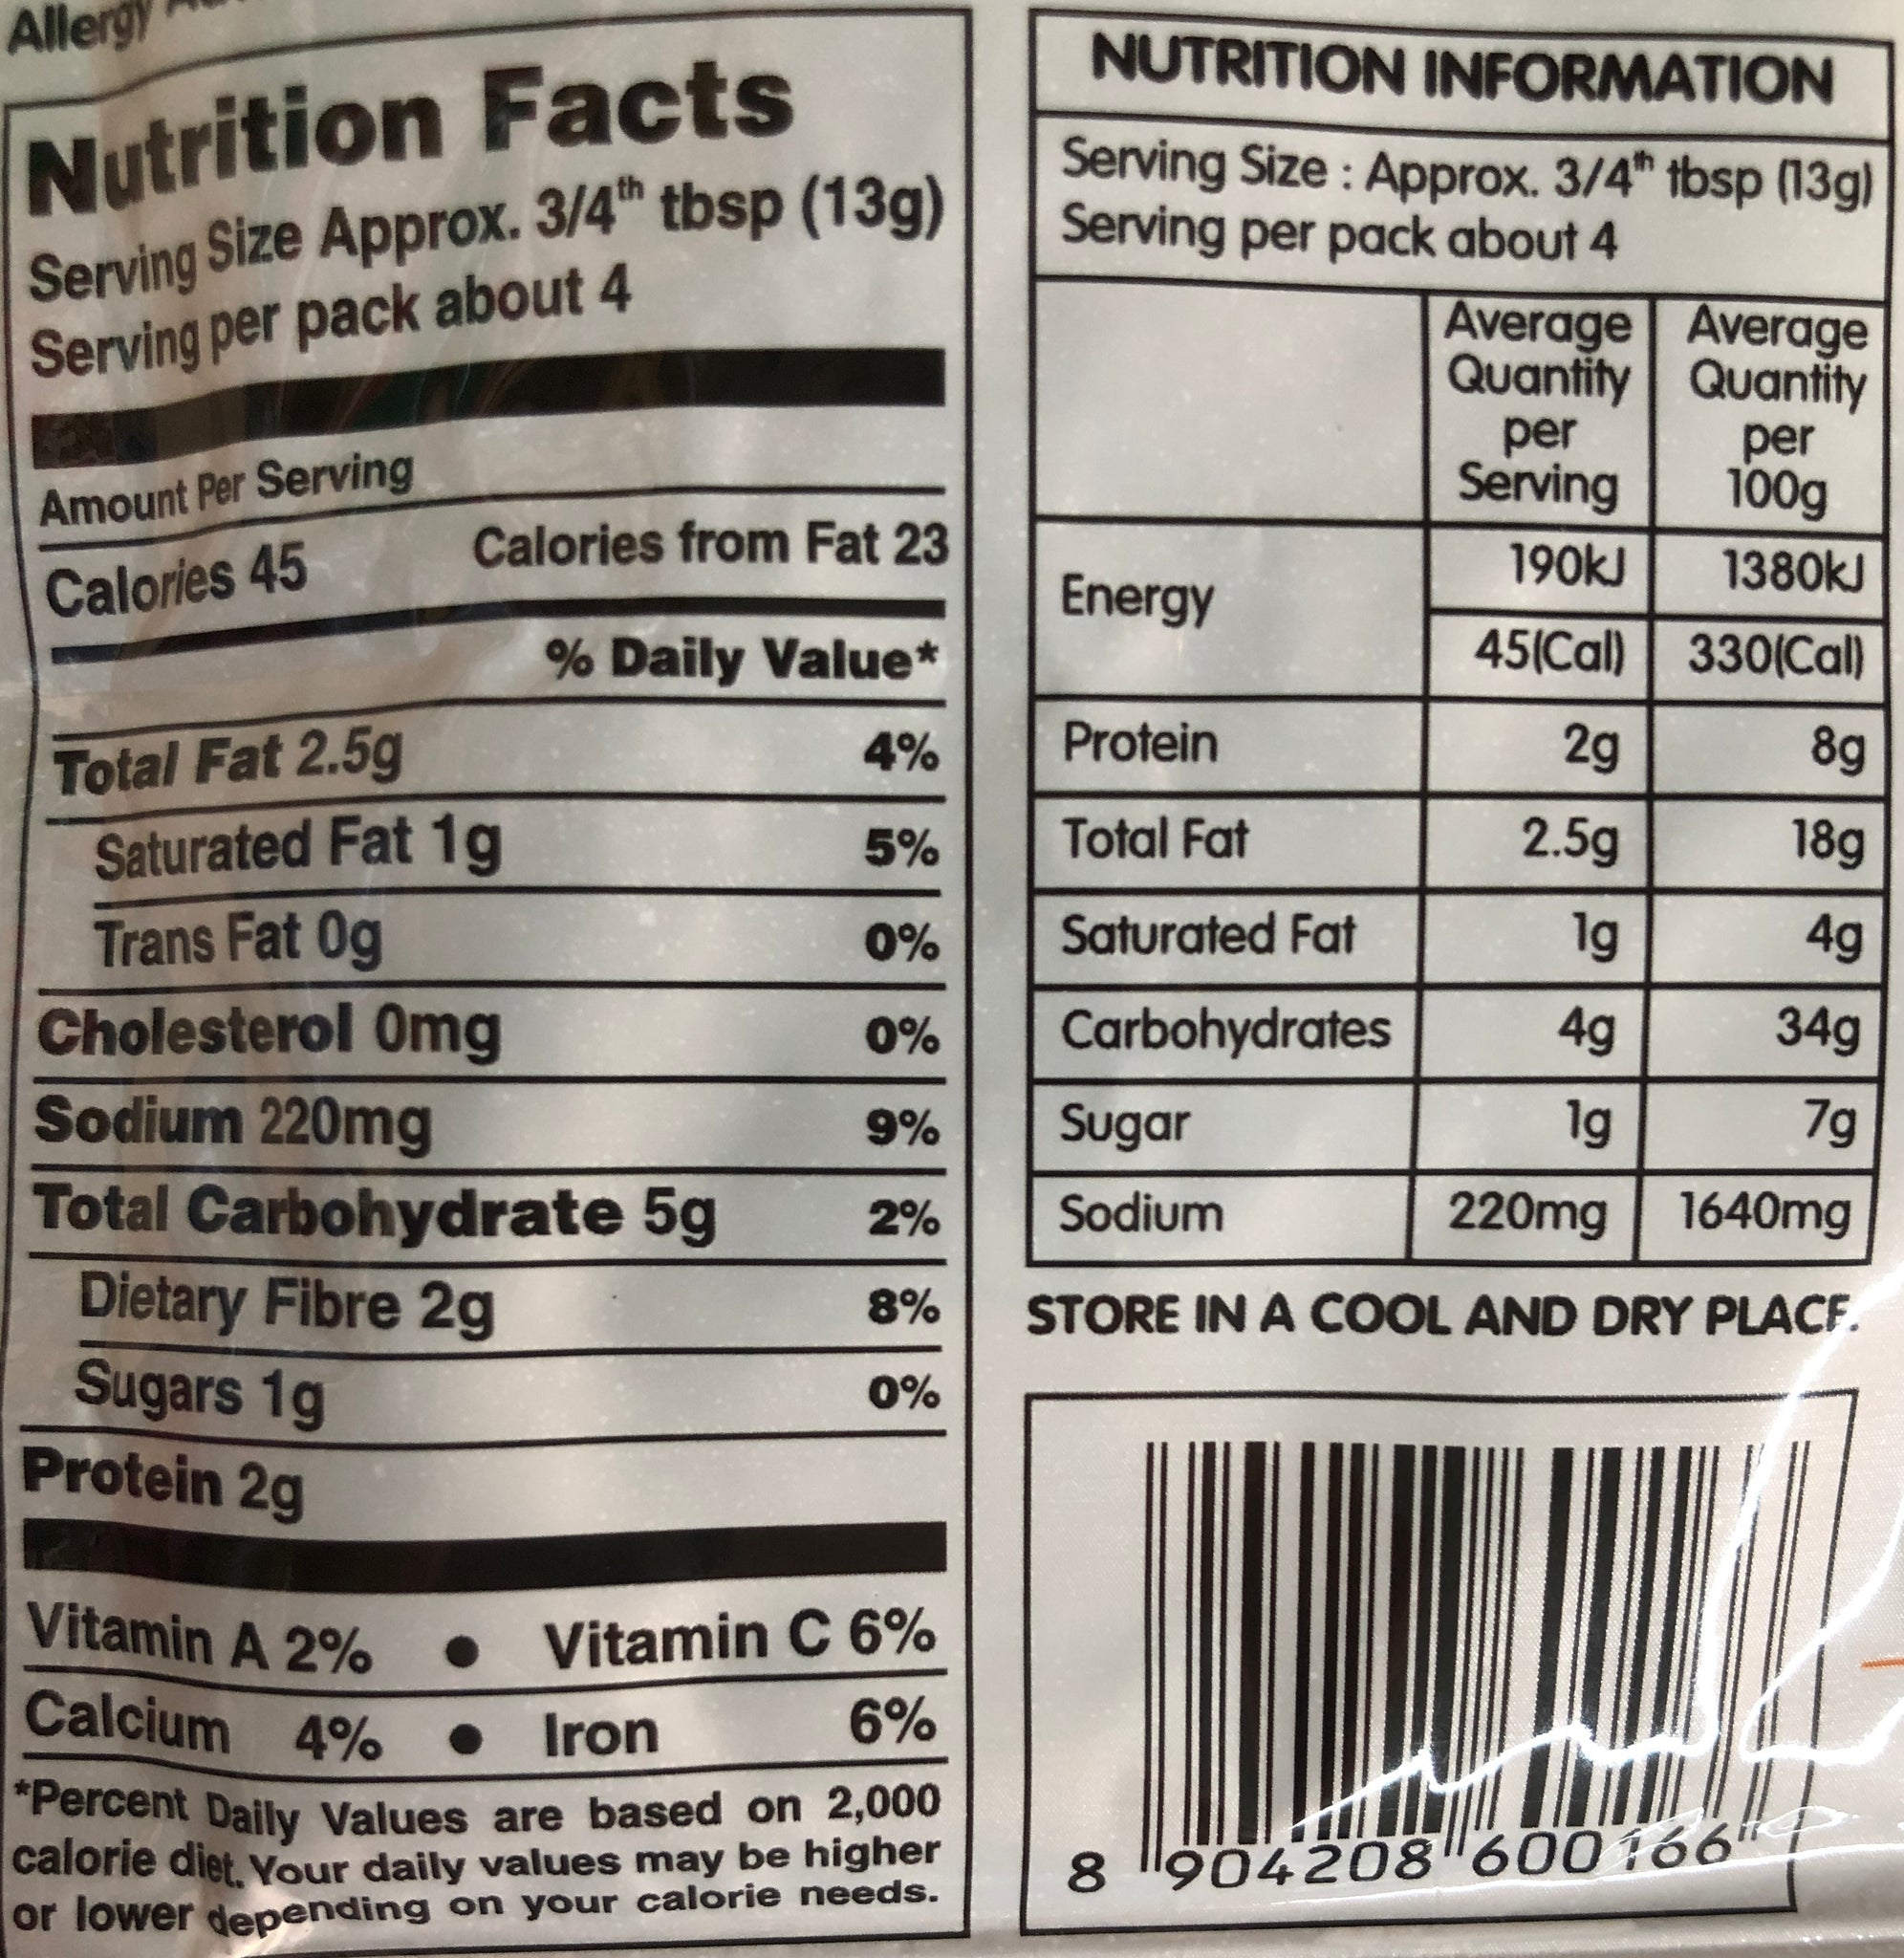 Allergy
Nutrition Facts
Serving Size Approx. 3/4th tbsp (13g)
Serving per pack about 4
Amount Per Serving
Calories 45 Calories from Fat 23
% Daily Value*
Total Fat 2.5g 4%
Saturated Fat 1g 5%
Trans Fat 0g 0%
Cholesterol 0mg 0%
Sodium 220mg 9%
Total Carbohydrate 5g 2%
Dietary Fibre 2g 8%
Sugars 1g 0%
Protein 2g
Vitamin A 2% • Vitamin C 6%
Calcium 4% • Iron 6%
*Percent Daily Values are based on 2,000
calorie diet. Your daily values may be higher
or lower depending on your calorie needs.
NUTRITION INFORMATION
Serving Size : Approx. 3/4th tbsp (13g)
Serving per pack about 4
Average Quantity per Serving Average Quantity per 100g
Energy 190kJ 1380kJ
45(Cal) 330(Cal)
Protein 2g 8g
Total Fat 2.5g 18g
Saturated Fat 1g 4g
Carbohydrates 4g 34g
Sugar 1g 7g
Sodium 220mg 1640mg
STORE IN A COOL AND DRY PLACE.
8 904208 600166